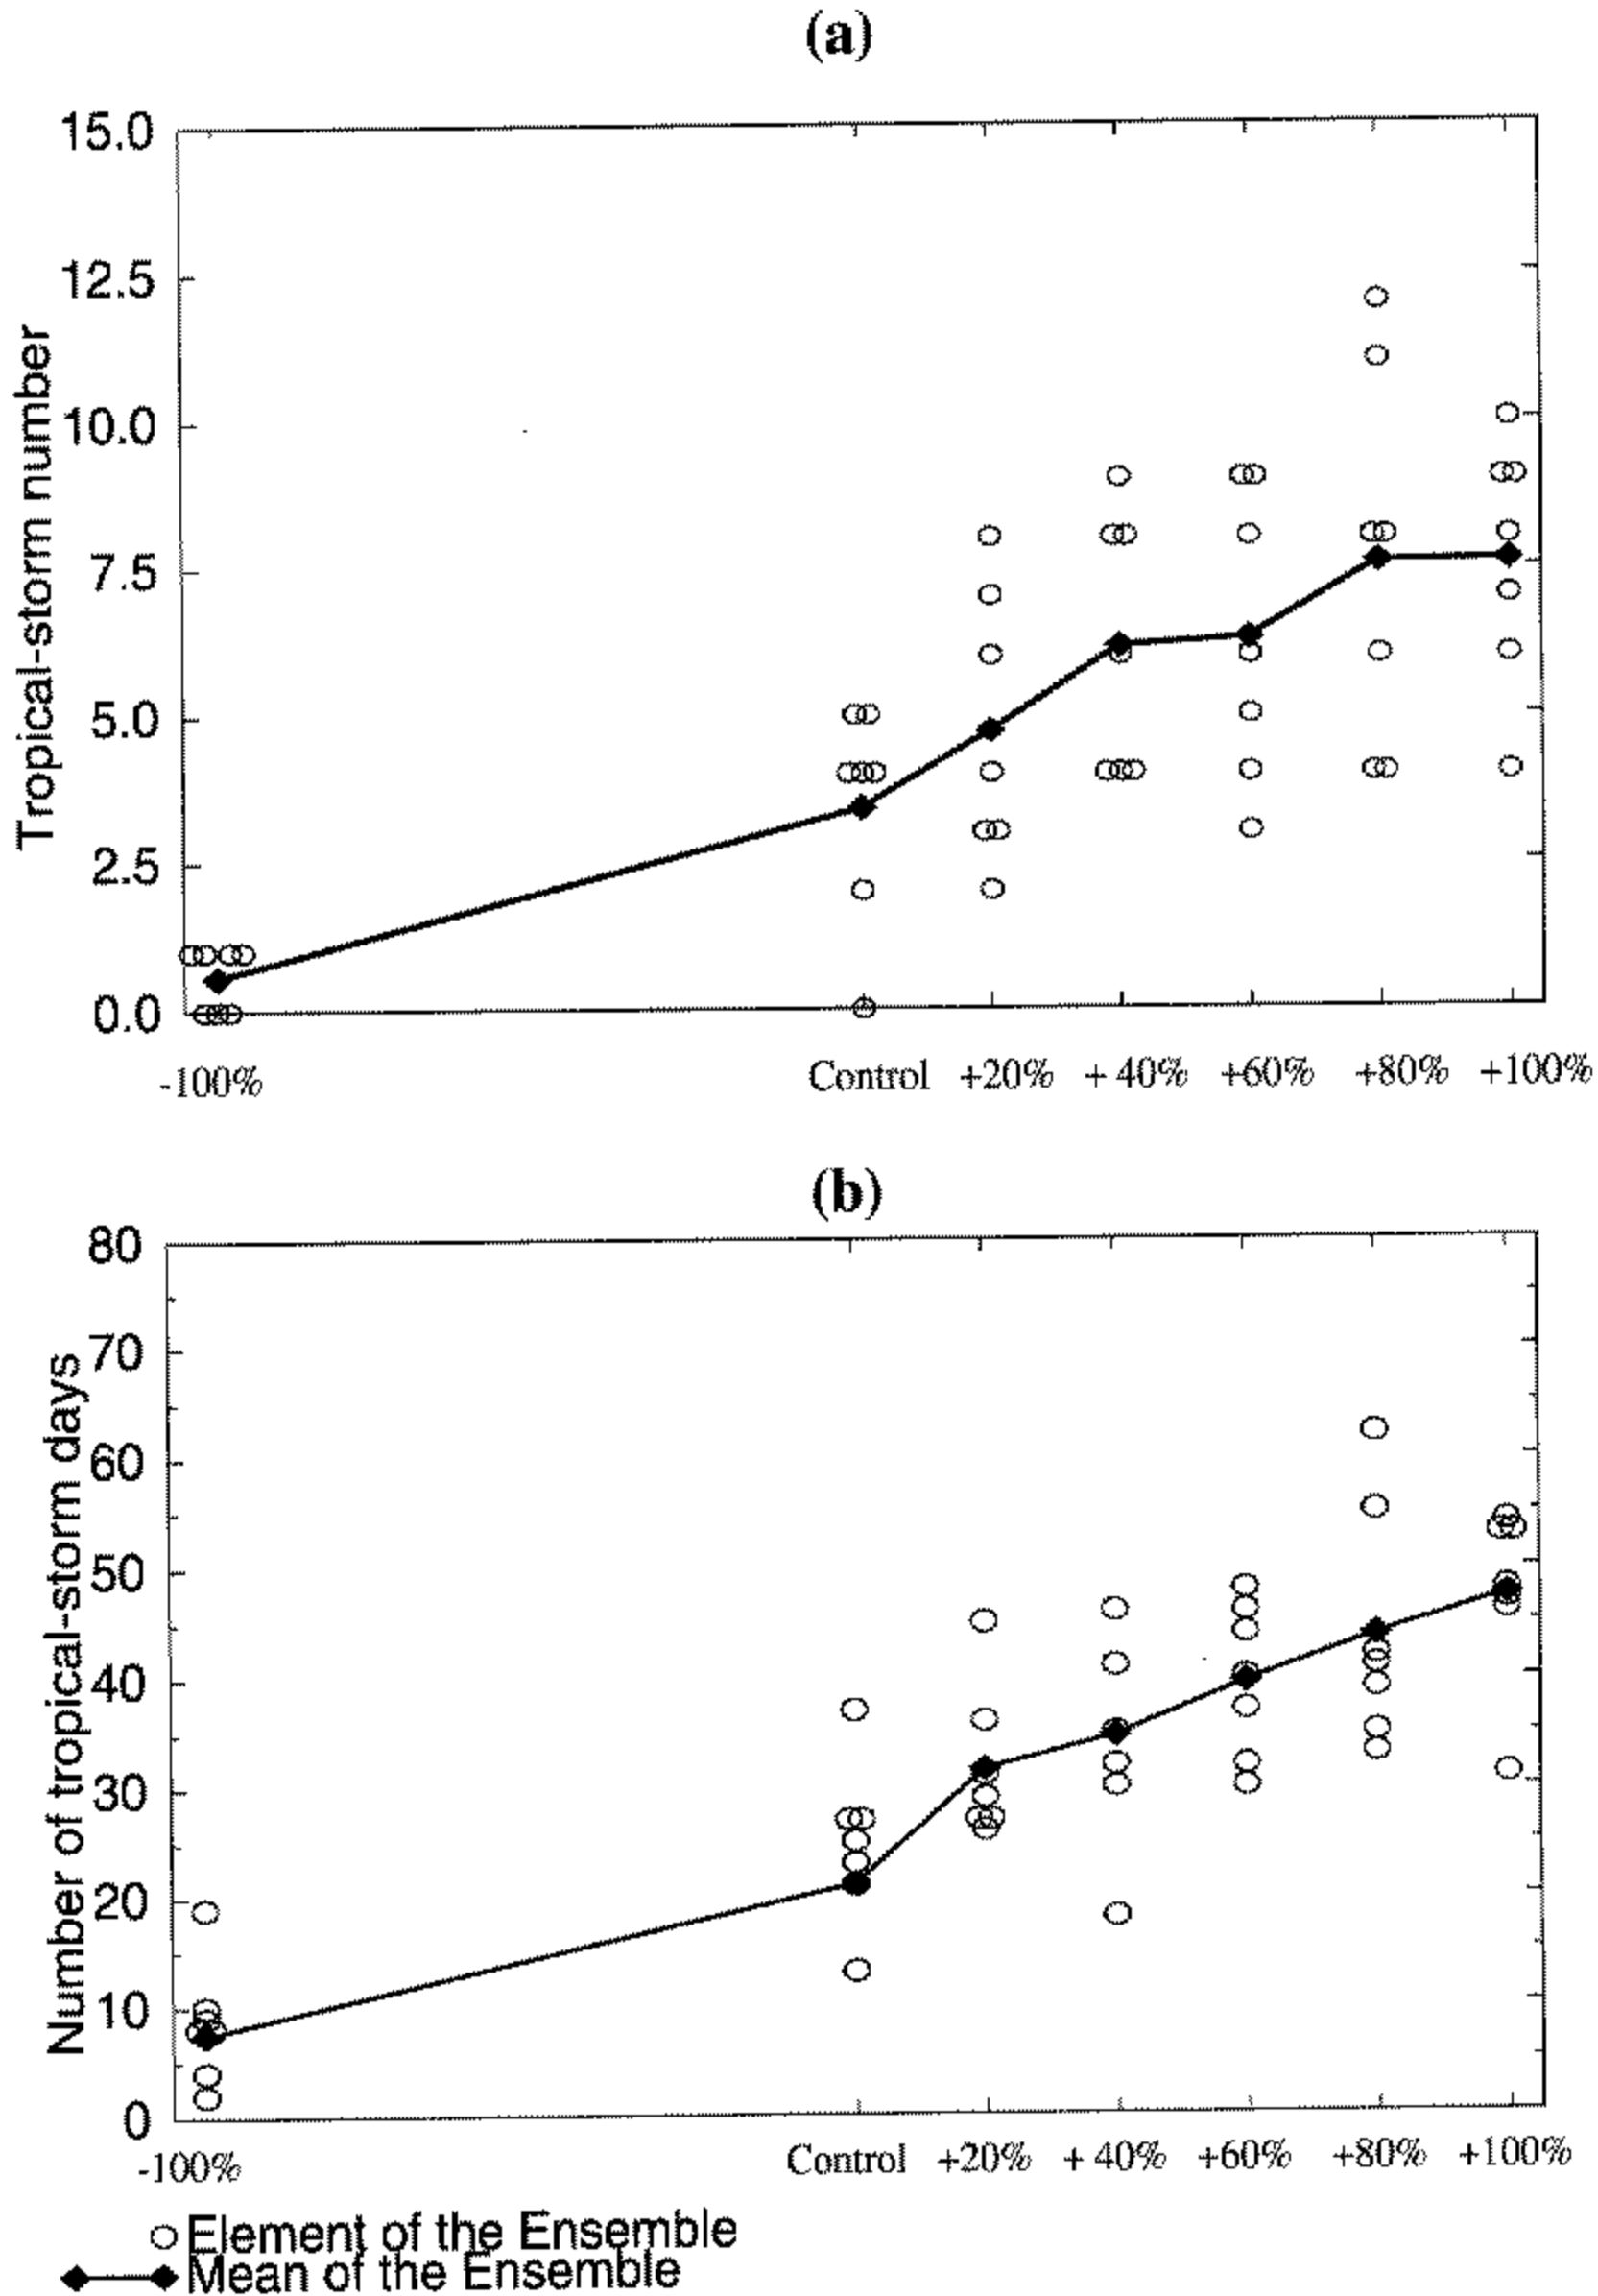 (a)
15.0
12.5
10.0
7.5
5.0
2.5
0.0
Tropical-storm number
-100% Control +20% + 40% +60% +80% +100%
(b)
80
70
60
50
40
30
20
10
0
Number of tropical-storm days
-100% Control +20% + 40% +60% +80% +100%
Element of the Ensemble
Mean of the Ensemble